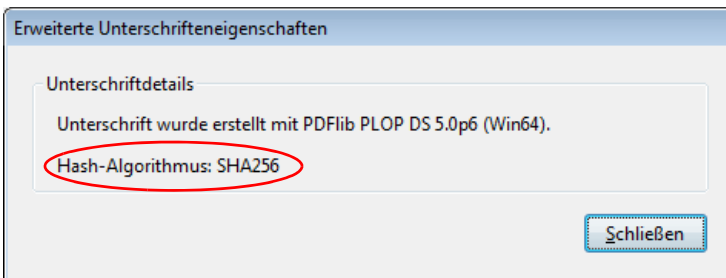 Erweiterte Unterschrifteneigenschaften
Unterschriftdetails
Unterschrift wurde erstellt mit PDFlib PLOP DS 5.0p6 (Win64).
Hash-Algorithmus: SHA256
Schließen